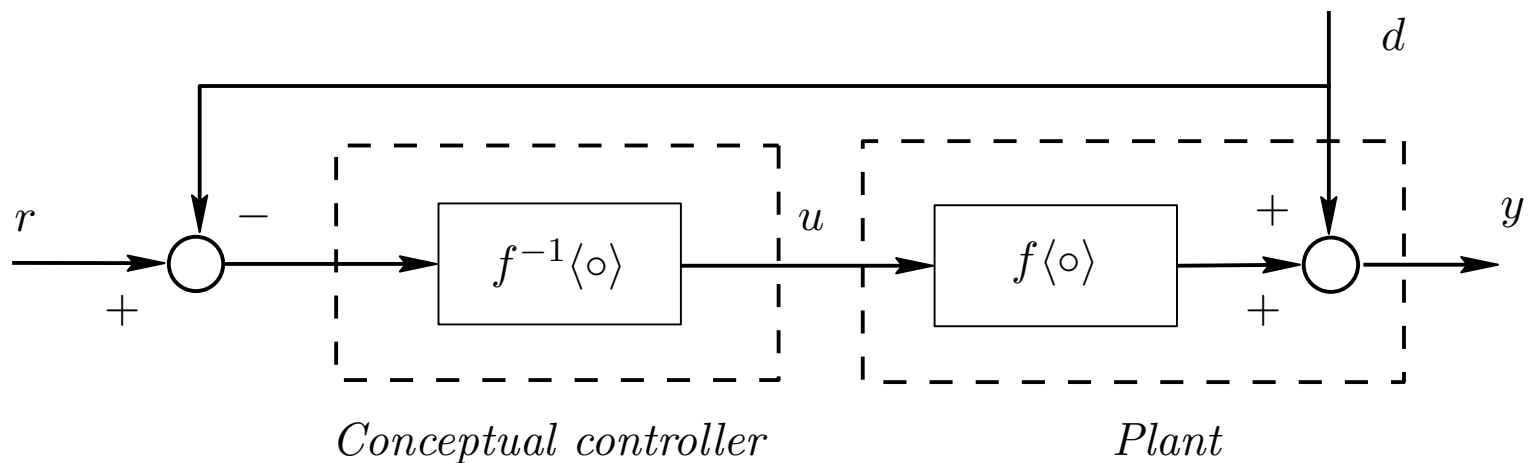 d
r
−
u
+
y
f⁻¹⟨∘⟩
f⟨∘⟩
+
+
Conceptual controller
Plant